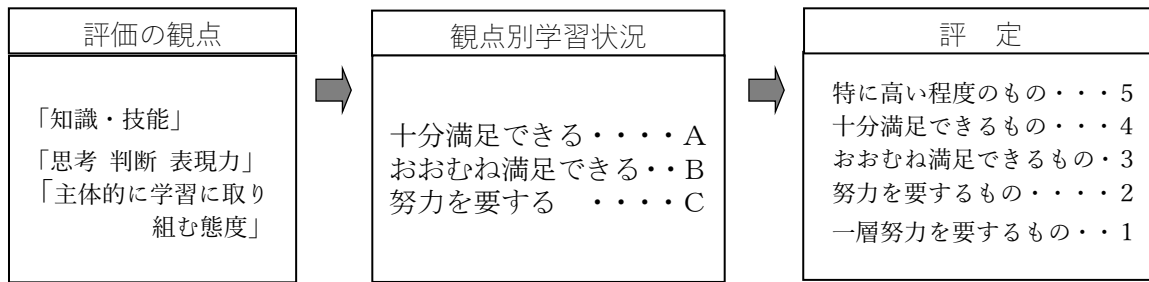 評価の観点
「知識・技能」
「思考 判断 表現力」
「主体的に学習に取り
組む態度」
観点別学習状況
十分満足できる・・・・A
おおむね満足できる・・B
努力を要する ・・・・C
評 定
特に高い程度のもの・・・5
十分満足できるもの・・・4
おおむね満足できるもの・3
努力を要するもの・・・・2
一層努力を要するもの・・1